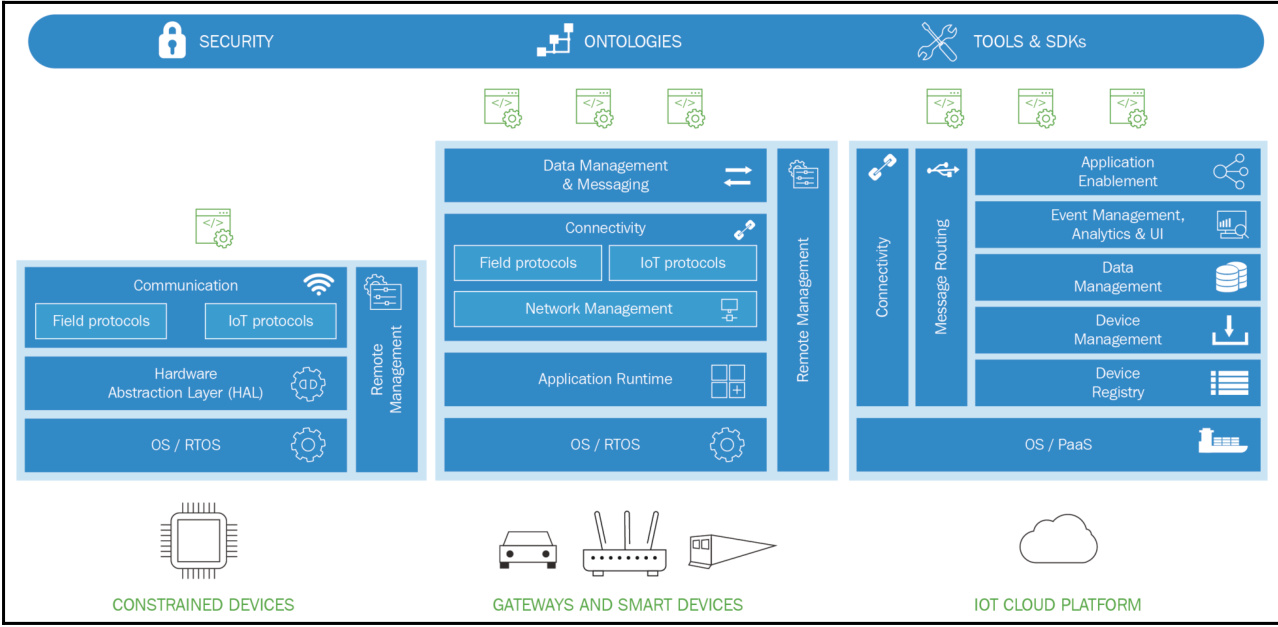 SECURITY
ONTOLOGIES
TOOLS & SDKs
</>
Communication
Field protocols
IoT protocols
Hardware
Abstraction Layer (HAL)
OS / RTOS
Remote
Management
CONSTRAINED DEVICES
</>
</>
</>
Data Management
& Messaging
Connectivity
Field protocols
IoT protocols
Network Management
Application Runtime
OS / RTOS
Remote Management
GATEWAYS AND SMART DEVICES
</>
</>
</>
Connectivity
Message Routing
Application
Enablement
Event Management,
Analytics & UI
Data
Management
Device
Management
Device
Registry
OS / PaaS
IOT CLOUD PLATFORM